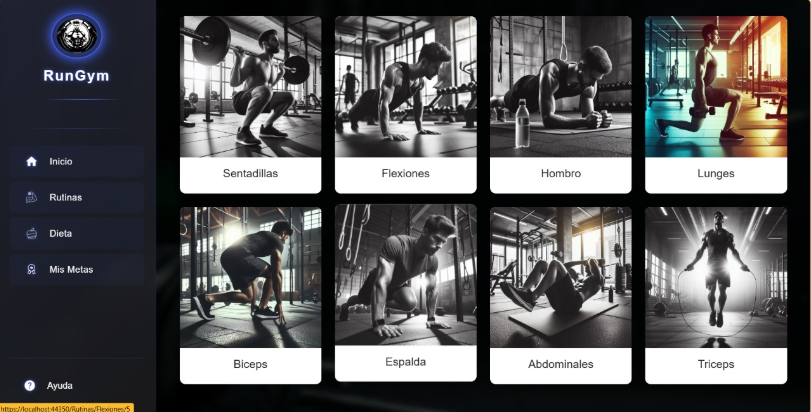 RunGym
Inicio
Rutinas
Dieta
Mis Metas
Ayuda
Sentadillas
Flexiones
Hombro
Lunges
Biceps
Espalda
Abdominales
Triceps
https://localhost:44350/Rutinas/Flexiones/5